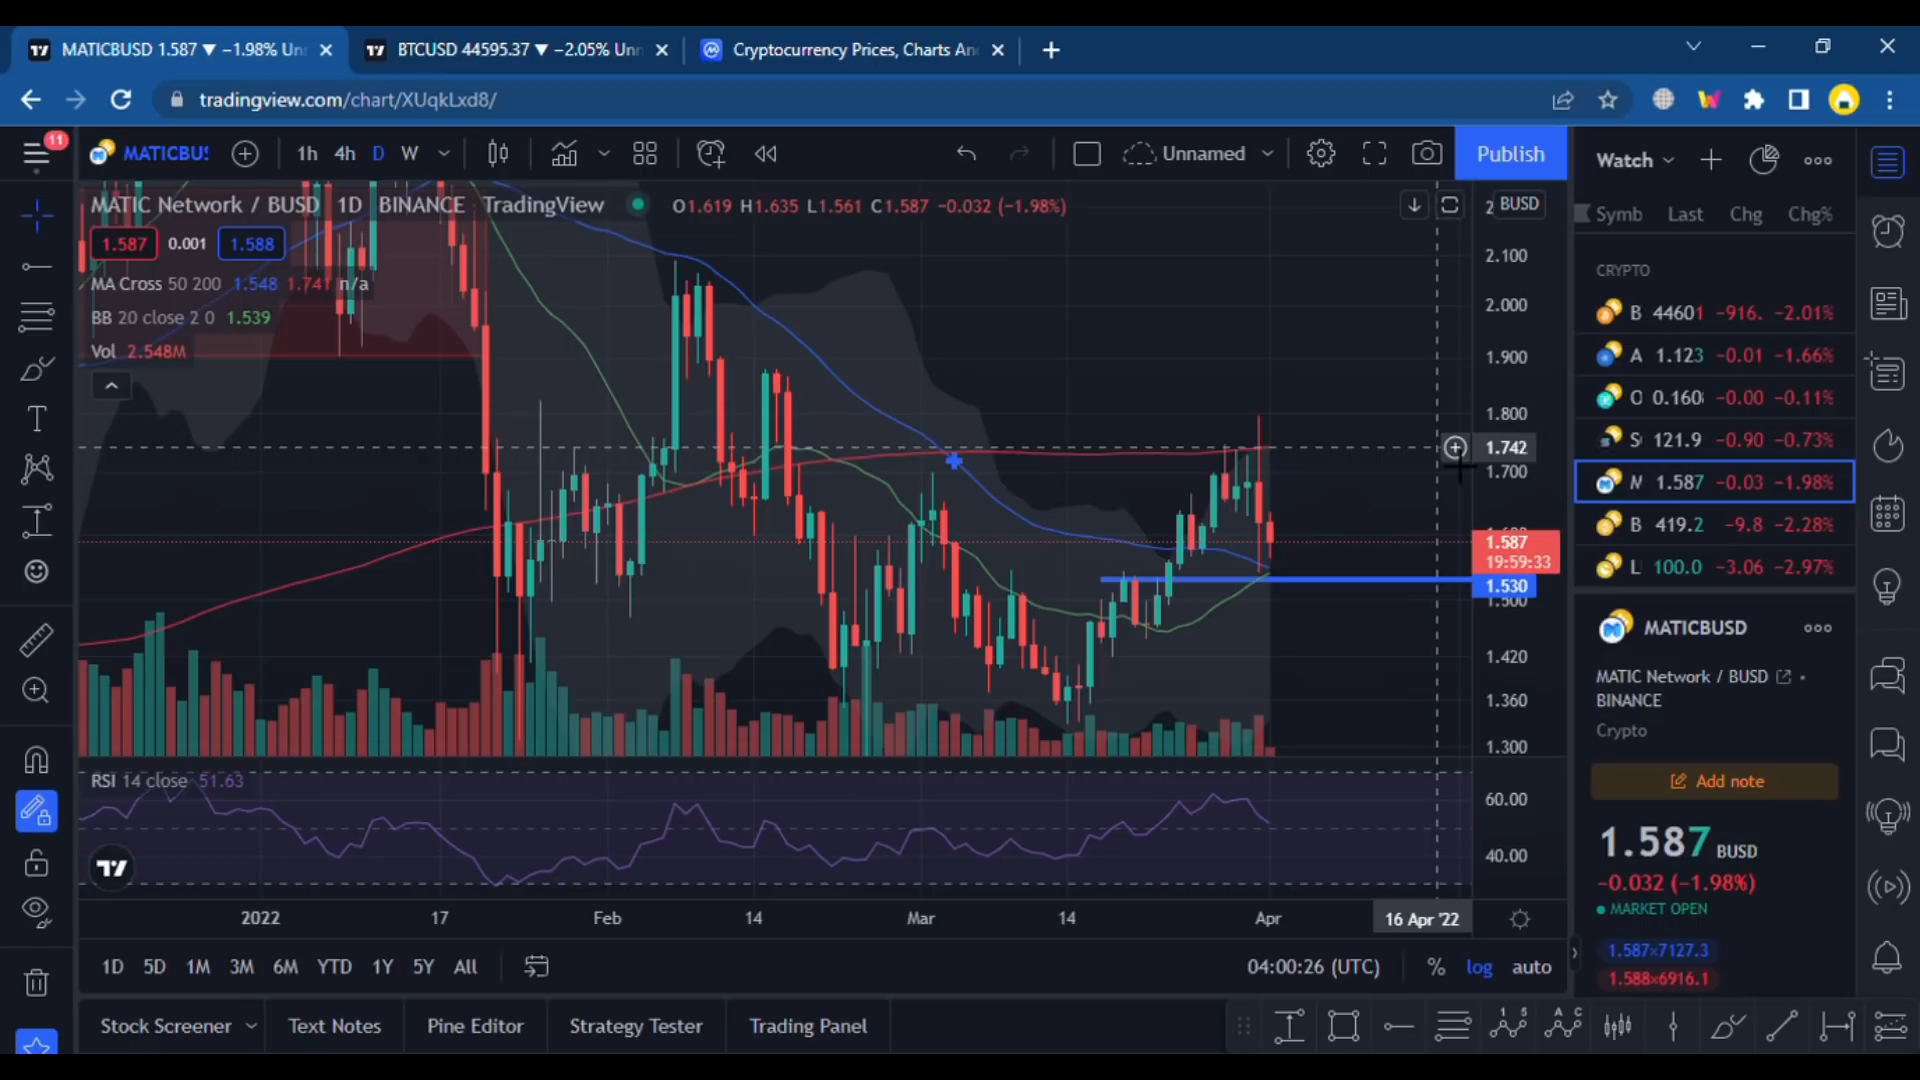 MATICBUSD 1.587 ▼ −1.98% Un
BTCUSD 44595.37 ▼ −2.05% Unn
Cryptocurrency Prices, Charts An
tradingview.com/chart/XUqkLxd8/
11
MATICBUS
1h 4h D W
Unnamed
Publish
MATIC Network / BUSD 1D BINANCE TradingView
O1.619 H1.635 L1.561 C1.587 −0.032 (−1.98%)
BUSD
1.587 0.001 1.588
MA Cross 50 200 1.548 1.741 n/a
BB 20 close 2 0 1.539
Vol 2.548M
2.100
2.000
1.900
1.800
1.742
1.700
1.587
19:59:33
1.530
1.500
1.420
1.360
1.300
RSI 14 close 51.63
60.00
40.00
2022 17 Feb 14 Mar 14 Apr 16 Apr '22
1D 5D 1M 3M 6M YTD 1Y 5Y All
04:00:26 (UTC) % log auto
Stock Screener Text Notes Pine Editor Strategy Tester Trading Panel
Watch
Symb Last Chg Chg%
CRYPTO
B 44601 −916. −2.01%
A 1.123 −0.01 −1.66%
O 0.160 −0.00 −0.11%
S 121.9 −0.90 −0.73%
M 1.587 −0.03 −1.98%
B 419.2 −9.8 −2.28%
L 100.0 −3.06 −2.97%
MATICBUSD
MATIC Network / BUSD
BINANCE
Crypto
Add note
1.587 BUSD
−0.032 (−1.98%)
MARKET OPEN
1.587×7127.3
1.588×6916.1